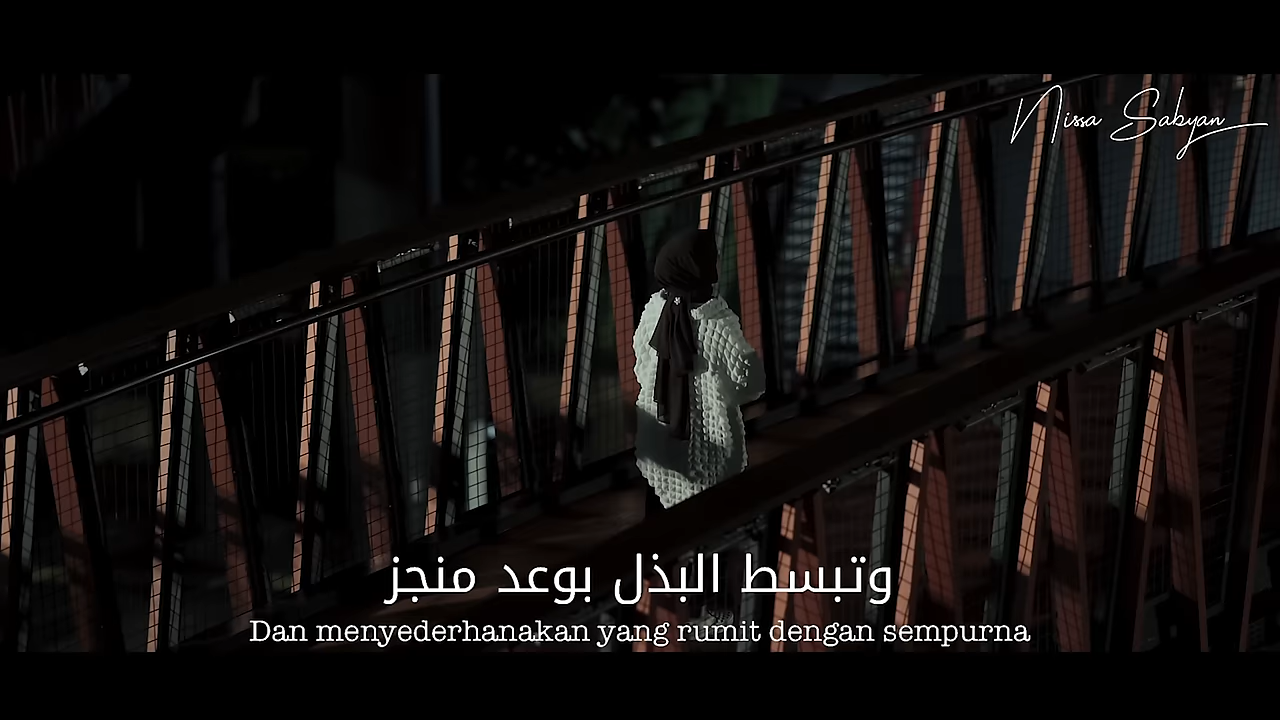 Nissa Sabyan
وتبسط البذل بوعد منجز
Dan menyederhanakan yang rumit dengan sempurna